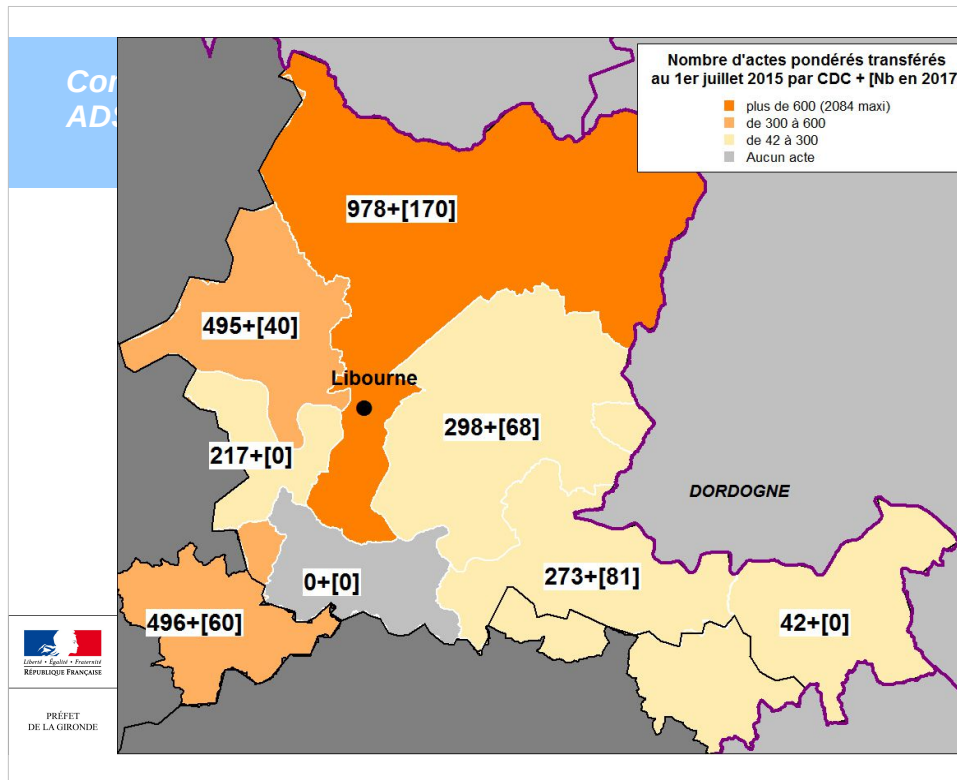 Nombre d'actes pondérés transférés
au 1er juillet 2015 par CDC + [Nb en 2017
plus de 600 (2084 maxi)
de 300 à 600
de 42 à 300
Aucun acte
978+[170]
495+[40]
Libourne
298+[68]
217+[0]
DORDOGNE
0+[0]
273+[81]
496+[60]
42+[0]
Liberté • Égalité • Fraternité
RÉPUBLIQUE FRANÇAISE
PRÉFET
DE LA GIRONDE